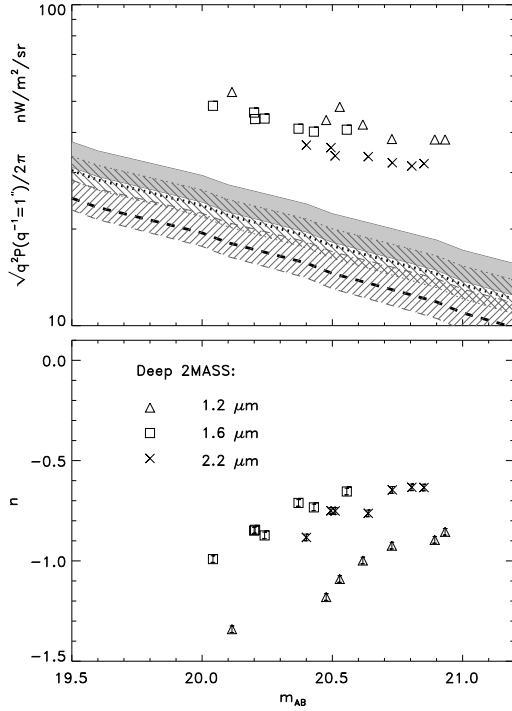 100
√q²P(q⁻¹=1")/2π nW/m²/sr
10
0.0
Deep 2MASS:
1.2 μm
1.6 μm
2.2 μm
−0.5
n
−1.0
−1.5
19.5 20.0 20.5 21.0
m_AB